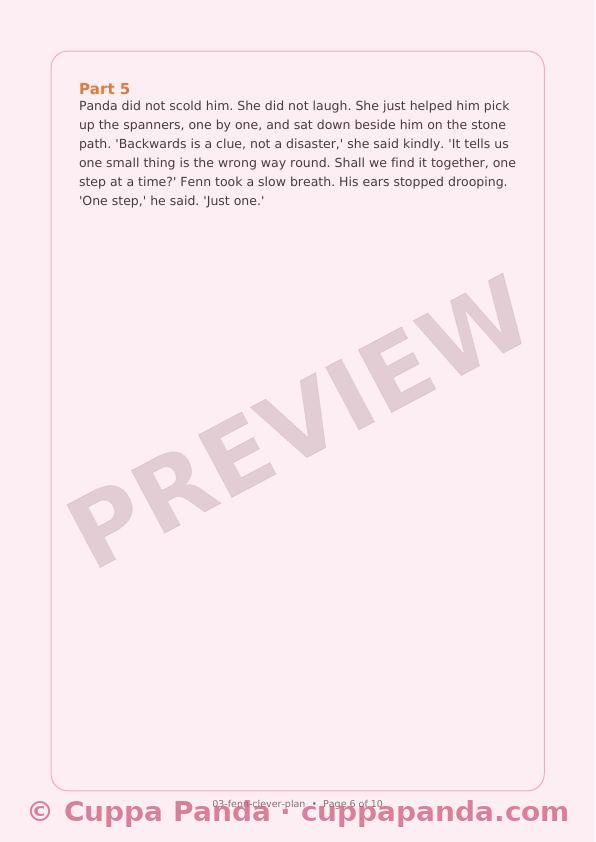 Part 5
Panda did not scold him. She did not laugh. She just helped him pick
up the spanners, one by one, and sat down beside him on the stone
path. 'Backwards is a clue, not a disaster,' she said kindly. 'It tells us
one small thing is the wrong way round. Shall we find it together, one
step at a time?' Fenn took a slow breath. His ears stopped drooping.
'One step,' he said. 'Just one.'
PREVIEW
03-fenn-clever-plan • Page 6 of 10
© Cuppa Panda · cuppapanda.com